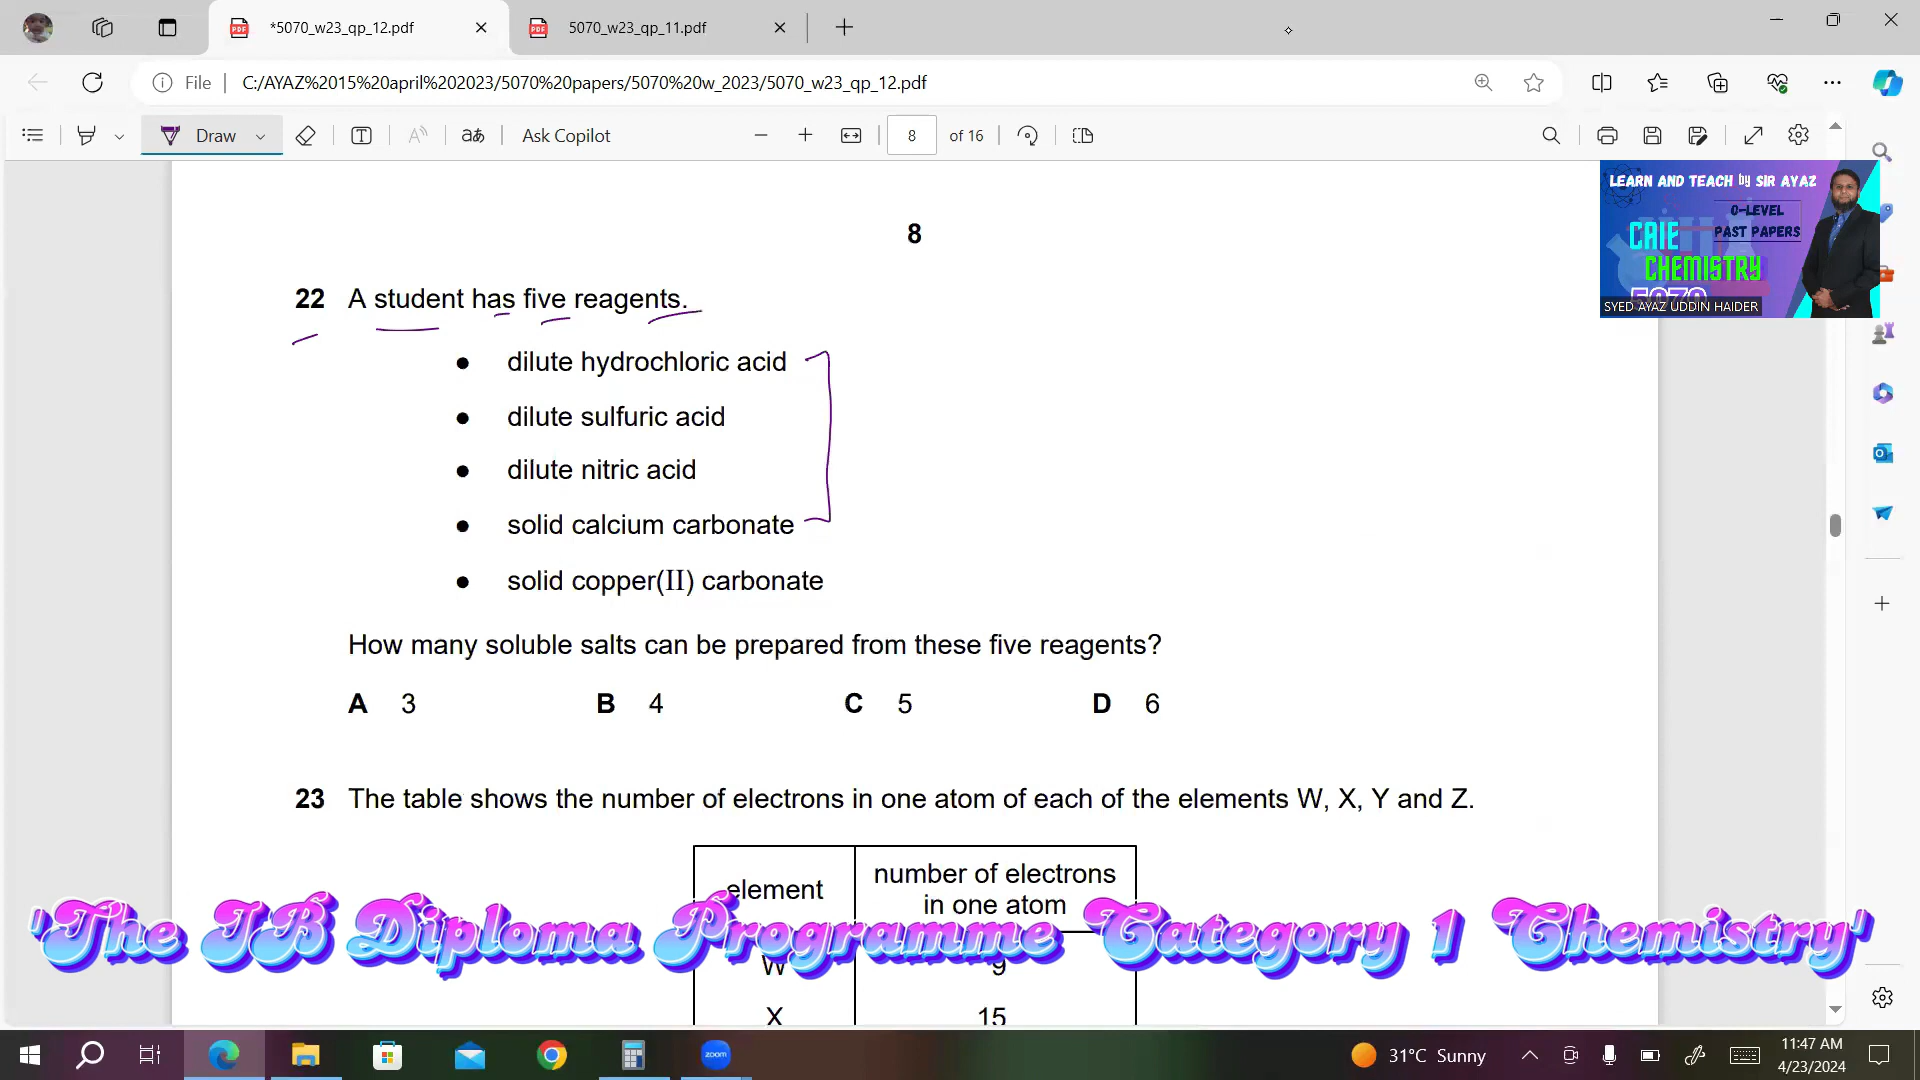 *5070_w23_qp_12.pdf
5070_w23_qp_11.pdf
File
C:/AYAZ%2015%20april%202023/5070%20papers/5070%20w_2023/5070_w23_qp_12.pdf
Draw
Ask Copilot
8 of 16
LEARN AND TEACH by SIR AYAZ
O-LEVEL
PAST PAPERS
CAIE
CHEMISTRY
5070
SYED AYAZ UDDIN HAIDER
8
22 A student has five reagents.
● dilute hydrochloric acid
● dilute sulfuric acid
● dilute nitric acid
● solid calcium carbonate
● solid copper(II) carbonate
How many soluble salts can be prepared from these five reagents?
A 3 B 4 C 5 D 6
23 The table shows the number of electrons in one atom of each of the elements W, X, Y and Z.
element
number of electrons
in one atom
'The IB Diploma Programme Category 1 Chemistry'
W 9
X 15
zoom
31°C Sunny
11:47 AM
4/23/2024